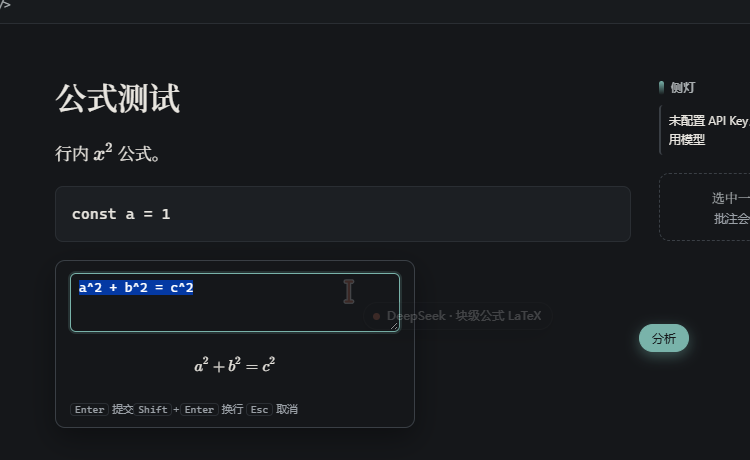 />
公式测试
行内 x² 公式。
const a = 1
a^2 + b^2 = c^2
DeepSeek · 块级公式 LaTeX
a² + b² = c²
Enter 提交 Shift + Enter 换行 Esc 取消
侧灯
未配置 API Key
用模型
选中一
批注会
分析